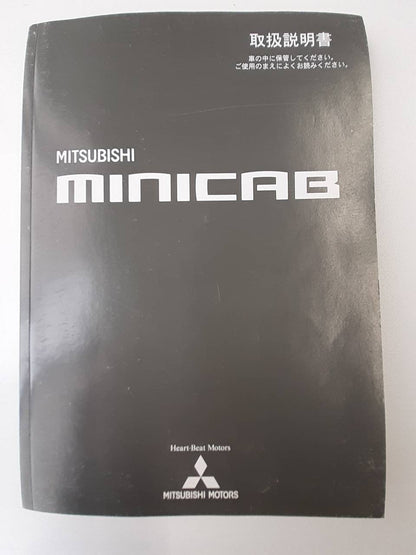 取扱説明書
車の中に保管してください。
ご使用のまえによくお読みください。
MITSUBISHI
MINICAB
Heart-Beat Motors
MITSUBISHI MOTORS